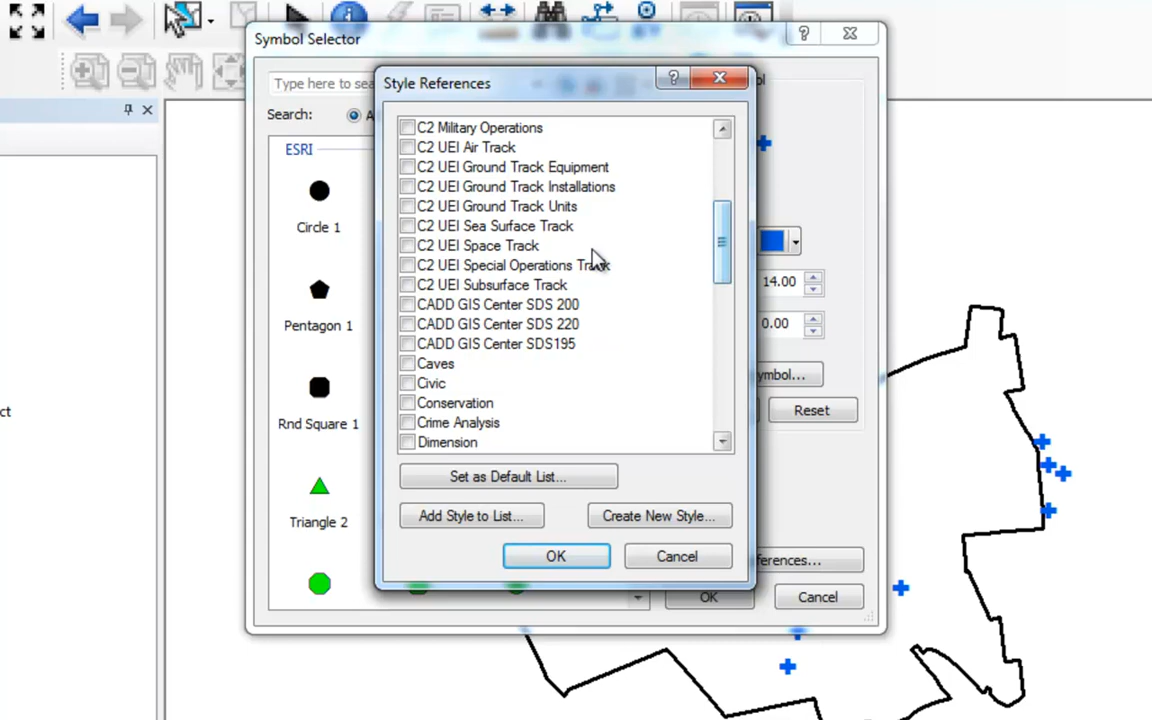 Symbol Selector
Type here to sea
Search:
A
ESRI
Circle 1
Pentagon 1
Rnd Square 1
Triangle 2
Style References
C2 Military Operations
C2 UEI Air Track
C2 UEI Ground Track Equipment
C2 UEI Ground Track Installations
C2 UEI Ground Track Units
C2 UEI Sea Surface Track
C2 UEI Space Track
C2 UEI Special Operations Track
C2 UEI Subsurface Track
CADD GIS Center SDS 200
CADD GIS Center SDS 220
CADD GIS Center SDS195
Caves
Civic
Conservation
Crime Analysis
Dimension
Set as Default List...
Add Style to List...
Create New Style...
OK
Cancel
ol
14.00
0.00
ymbol...
Reset
ferences...
OK
Cancel
ct